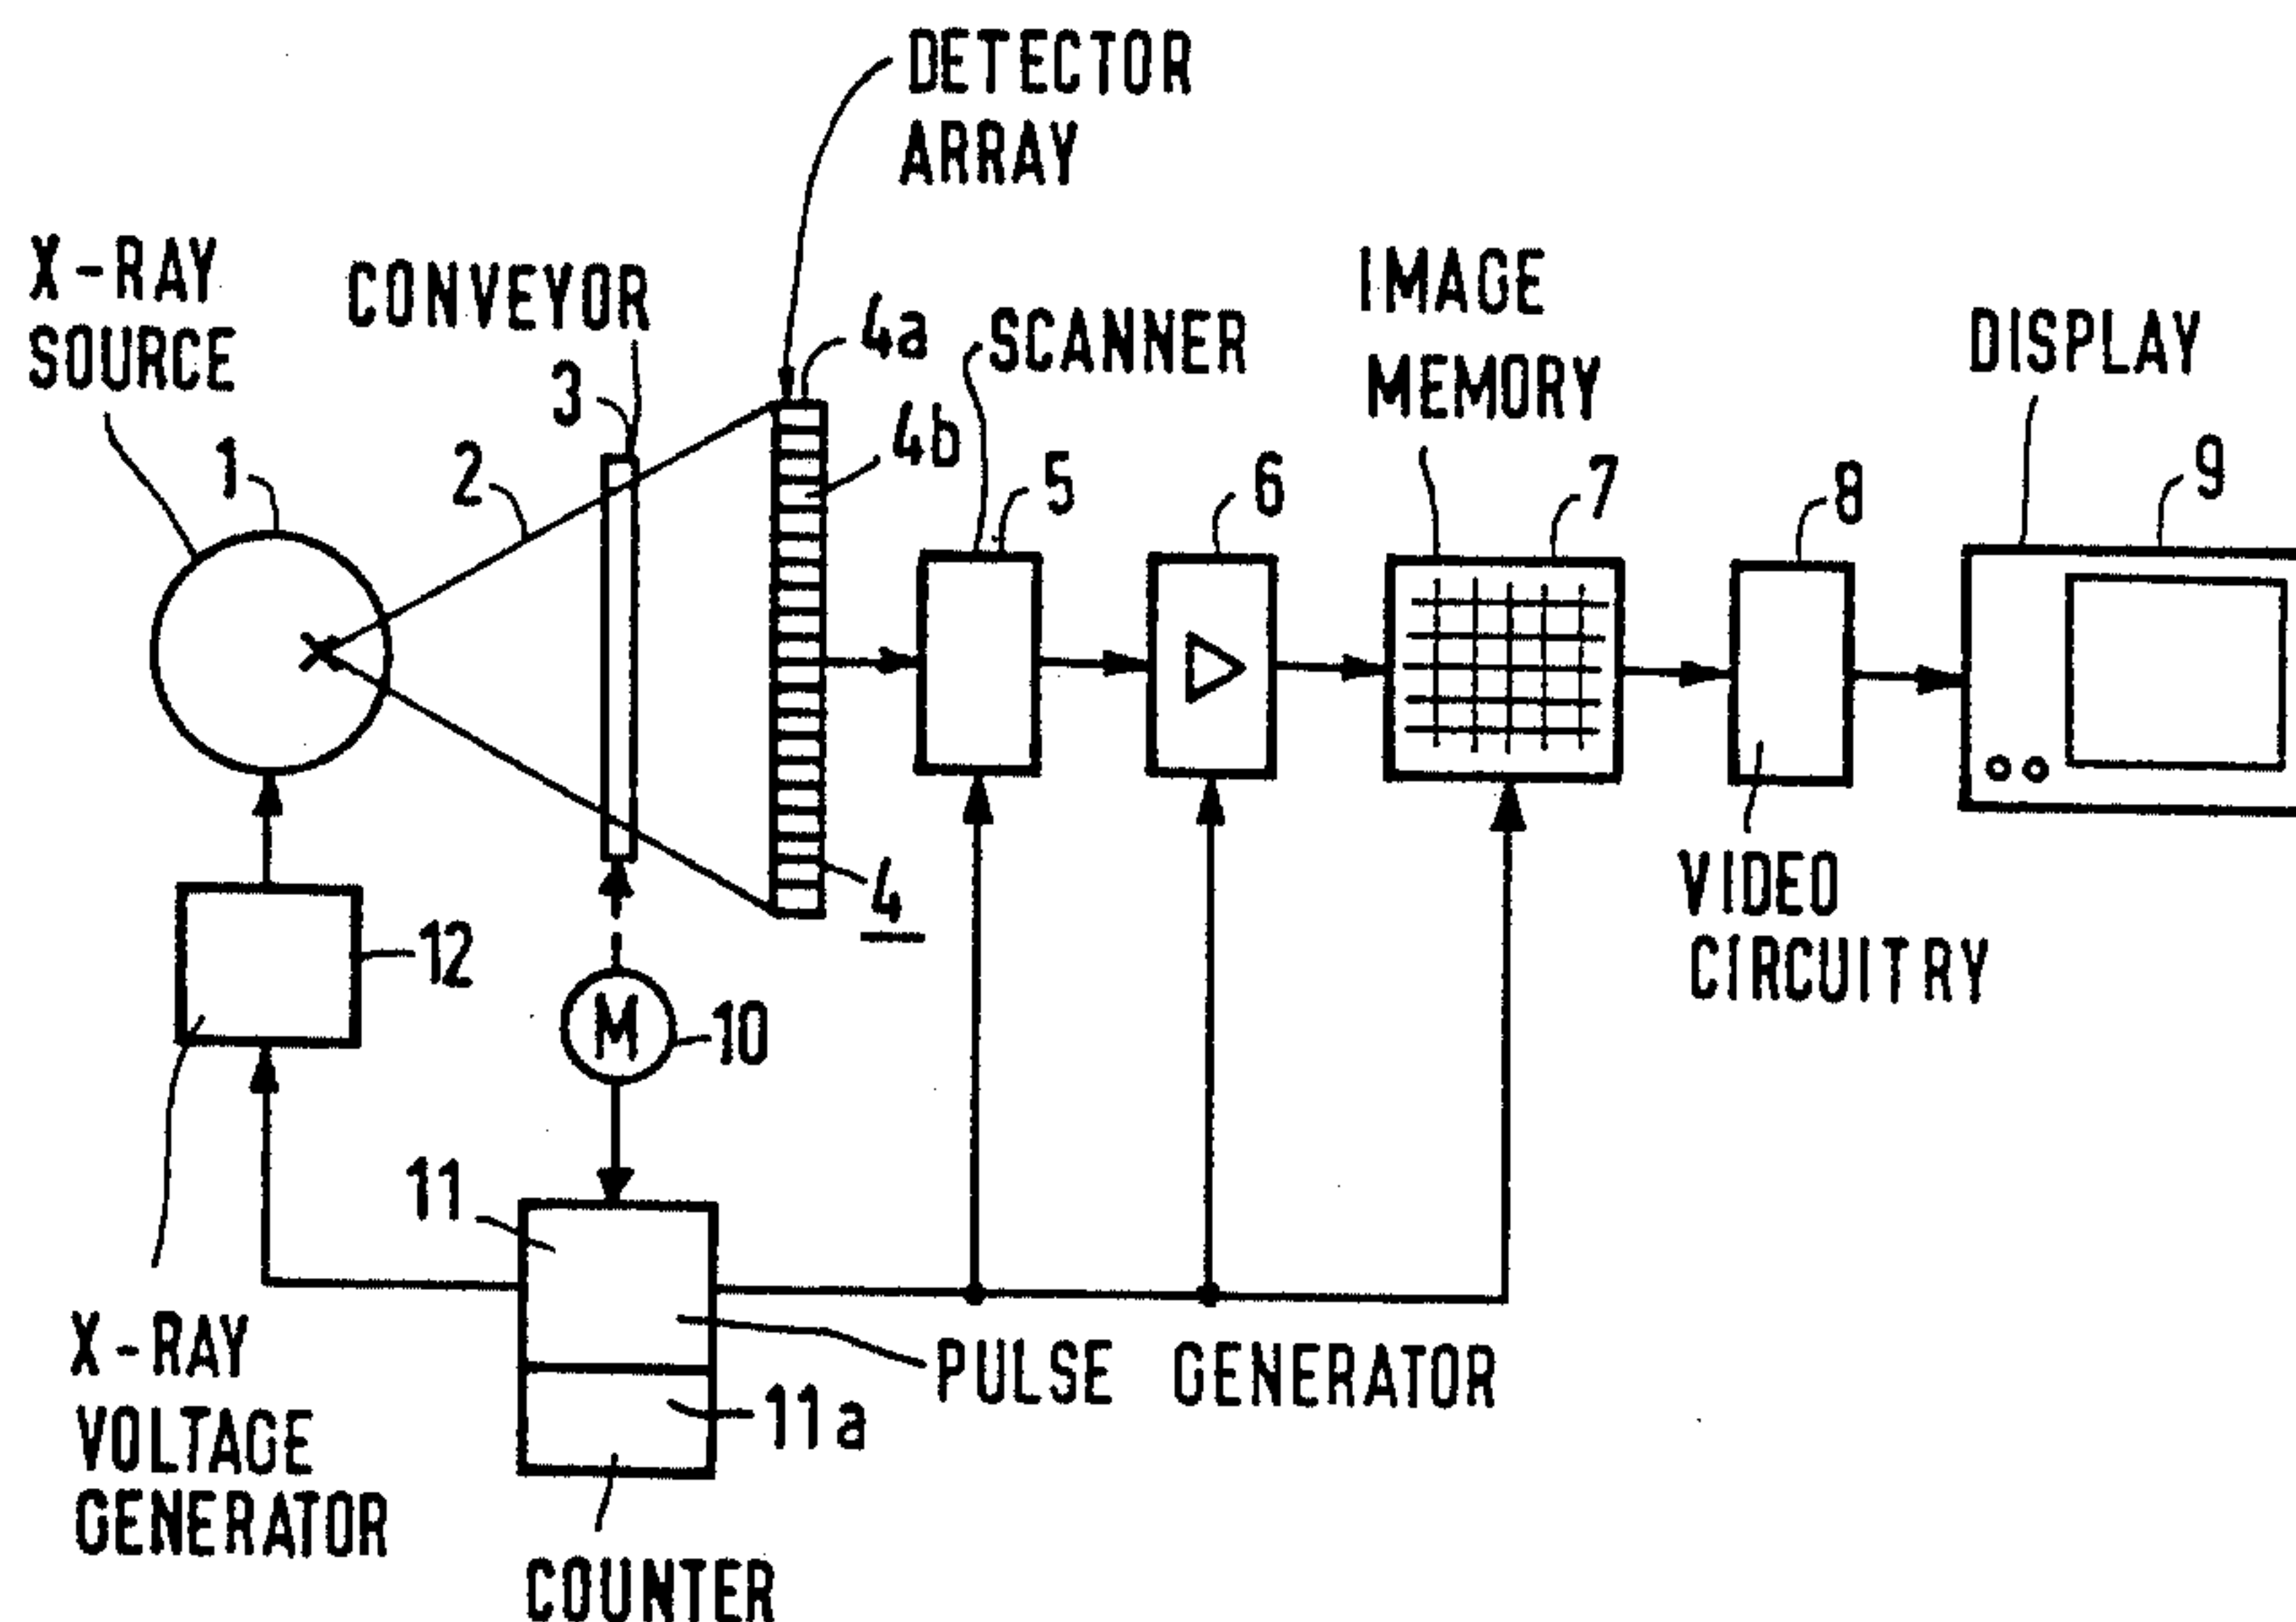 DETECTOR
ARRAY
X-RAY
SOURCE
CONVEYOR
4a
SCANNER
IMAGE
MEMORY
DISPLAY
1
2
3
4b
5
6
7
8
9
4
12
M
10
VIDEO
CIRCUITRY
11
X-RAY
VOLTAGE
GENERATOR
PULSE GENERATOR
11a
COUNTER